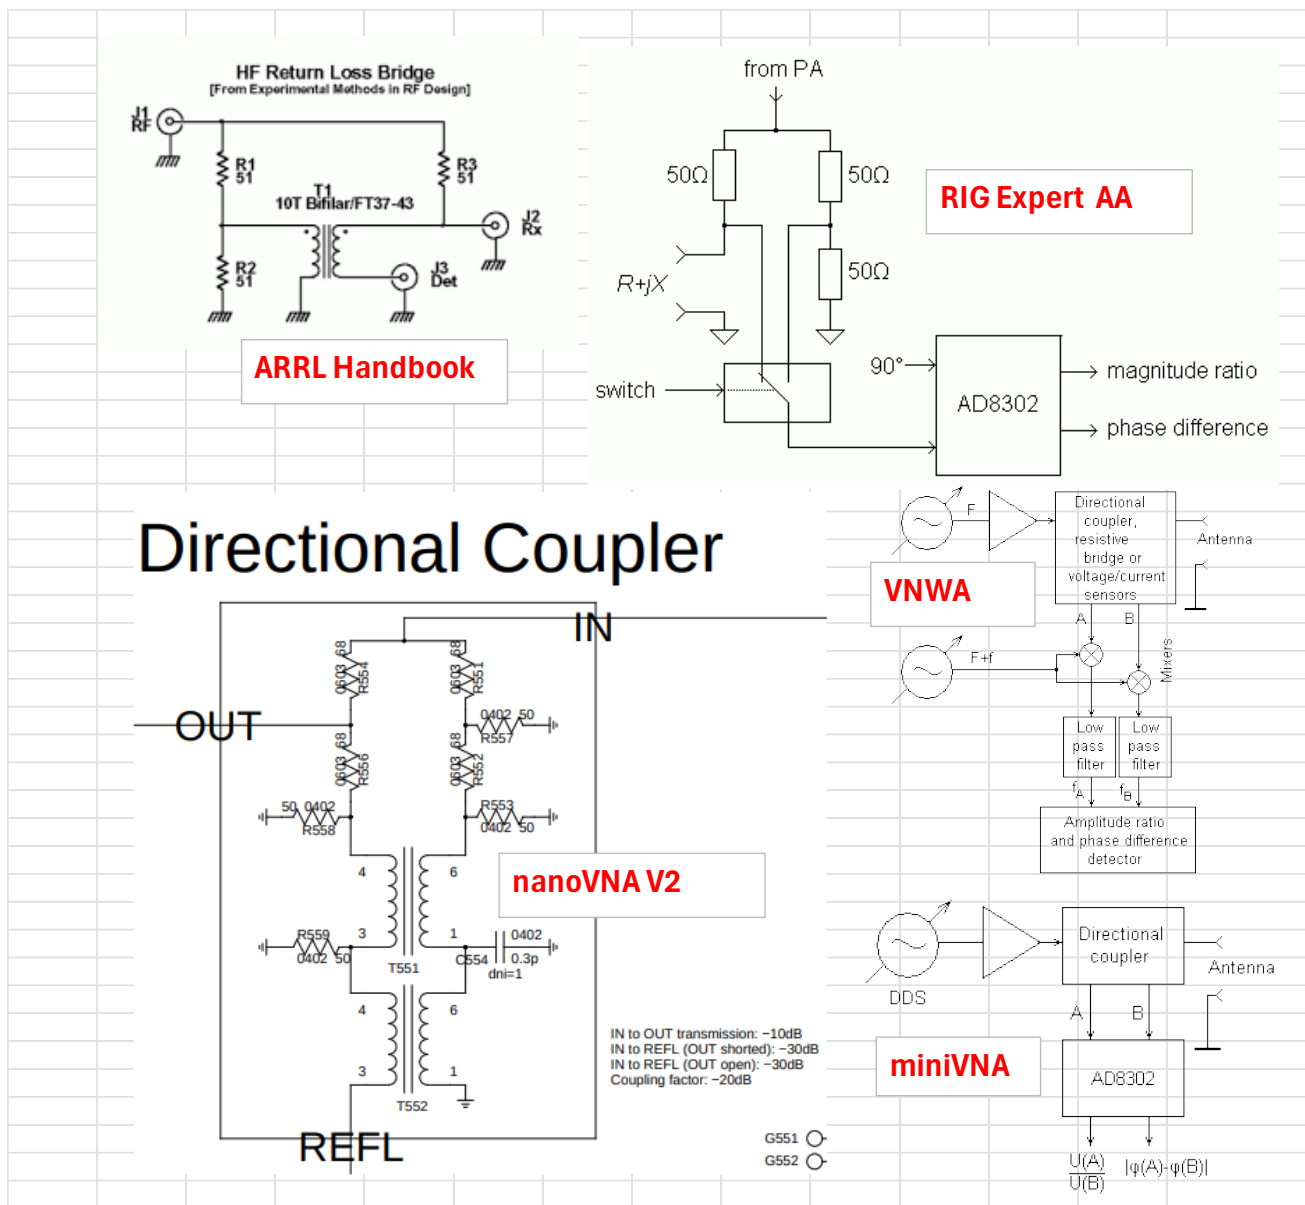 HF Return Loss Bridge
[From Experimental Methods in RF Design]
J1
RF
R1
51
R3
51
T1
10T Bifilar/FT37-43
J2
Rx
R2
51
J3
Det
ARRL Handbook
from PA
50Ω
50Ω
R+jX
50Ω
switch
90°
AD8302
magnitude ratio
phase difference
RIG Expert AA
Directional Coupler
IN
OUT
0603 68
R554
0603 68
R551
0402 50
R557
0603 68
R556
0603 68
R552
50 0402
R558
R553
0402 50
4
6
3
1
T551
R559
0402 50
C554
0402
0.3p
dni=1
4
6
3
1
T552
REFL
nanoVNA V2
IN to OUT transmission: −10dB
IN to REFL (OUT shorted): −30dB
IN to REFL (OUT open): −30dB
Coupling factor: −20dB
G551
G552
F
Directional
coupler,
resistive
bridge or
voltage/current
sensors
Antenna
VNWA
A
B
F+f
Mixers
Low
pass
filter
Low
pass
filter
fA
fB
Amplitude ratio
and phase difference
detector
DDS
Directional
coupler
Antenna
A
B
miniVNA
AD8302
U(A)
U(B)
|φ(A)-φ(B)|